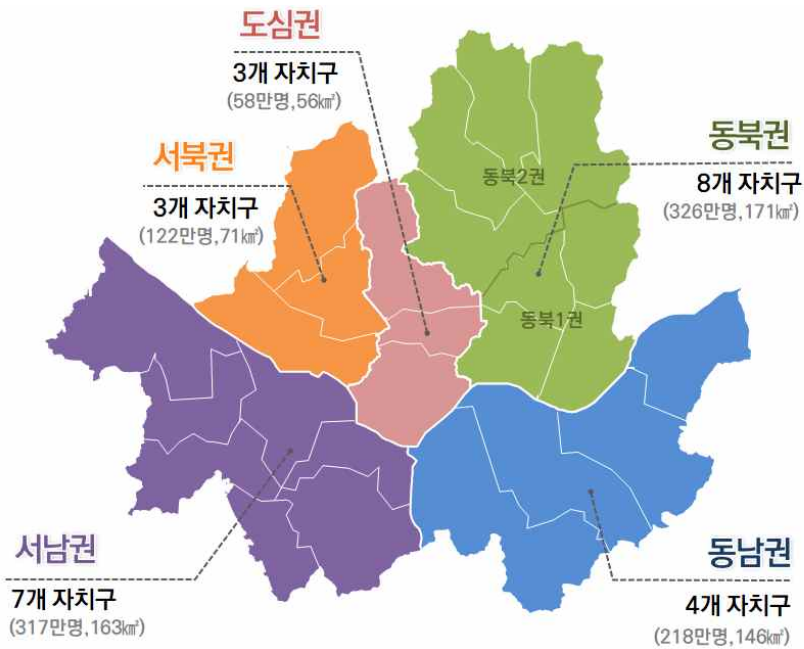 도심권
3개 자치구
(58만명,56㎢)
서북권
3개 자치구
(122만명,71㎢)
동북권
8개 자치구
(326만명,171㎢)
동북2권
동북1권
서남권
7개 자치구
(317만명,163㎢)
동남권
4개 자치구
(218만명,146㎢)